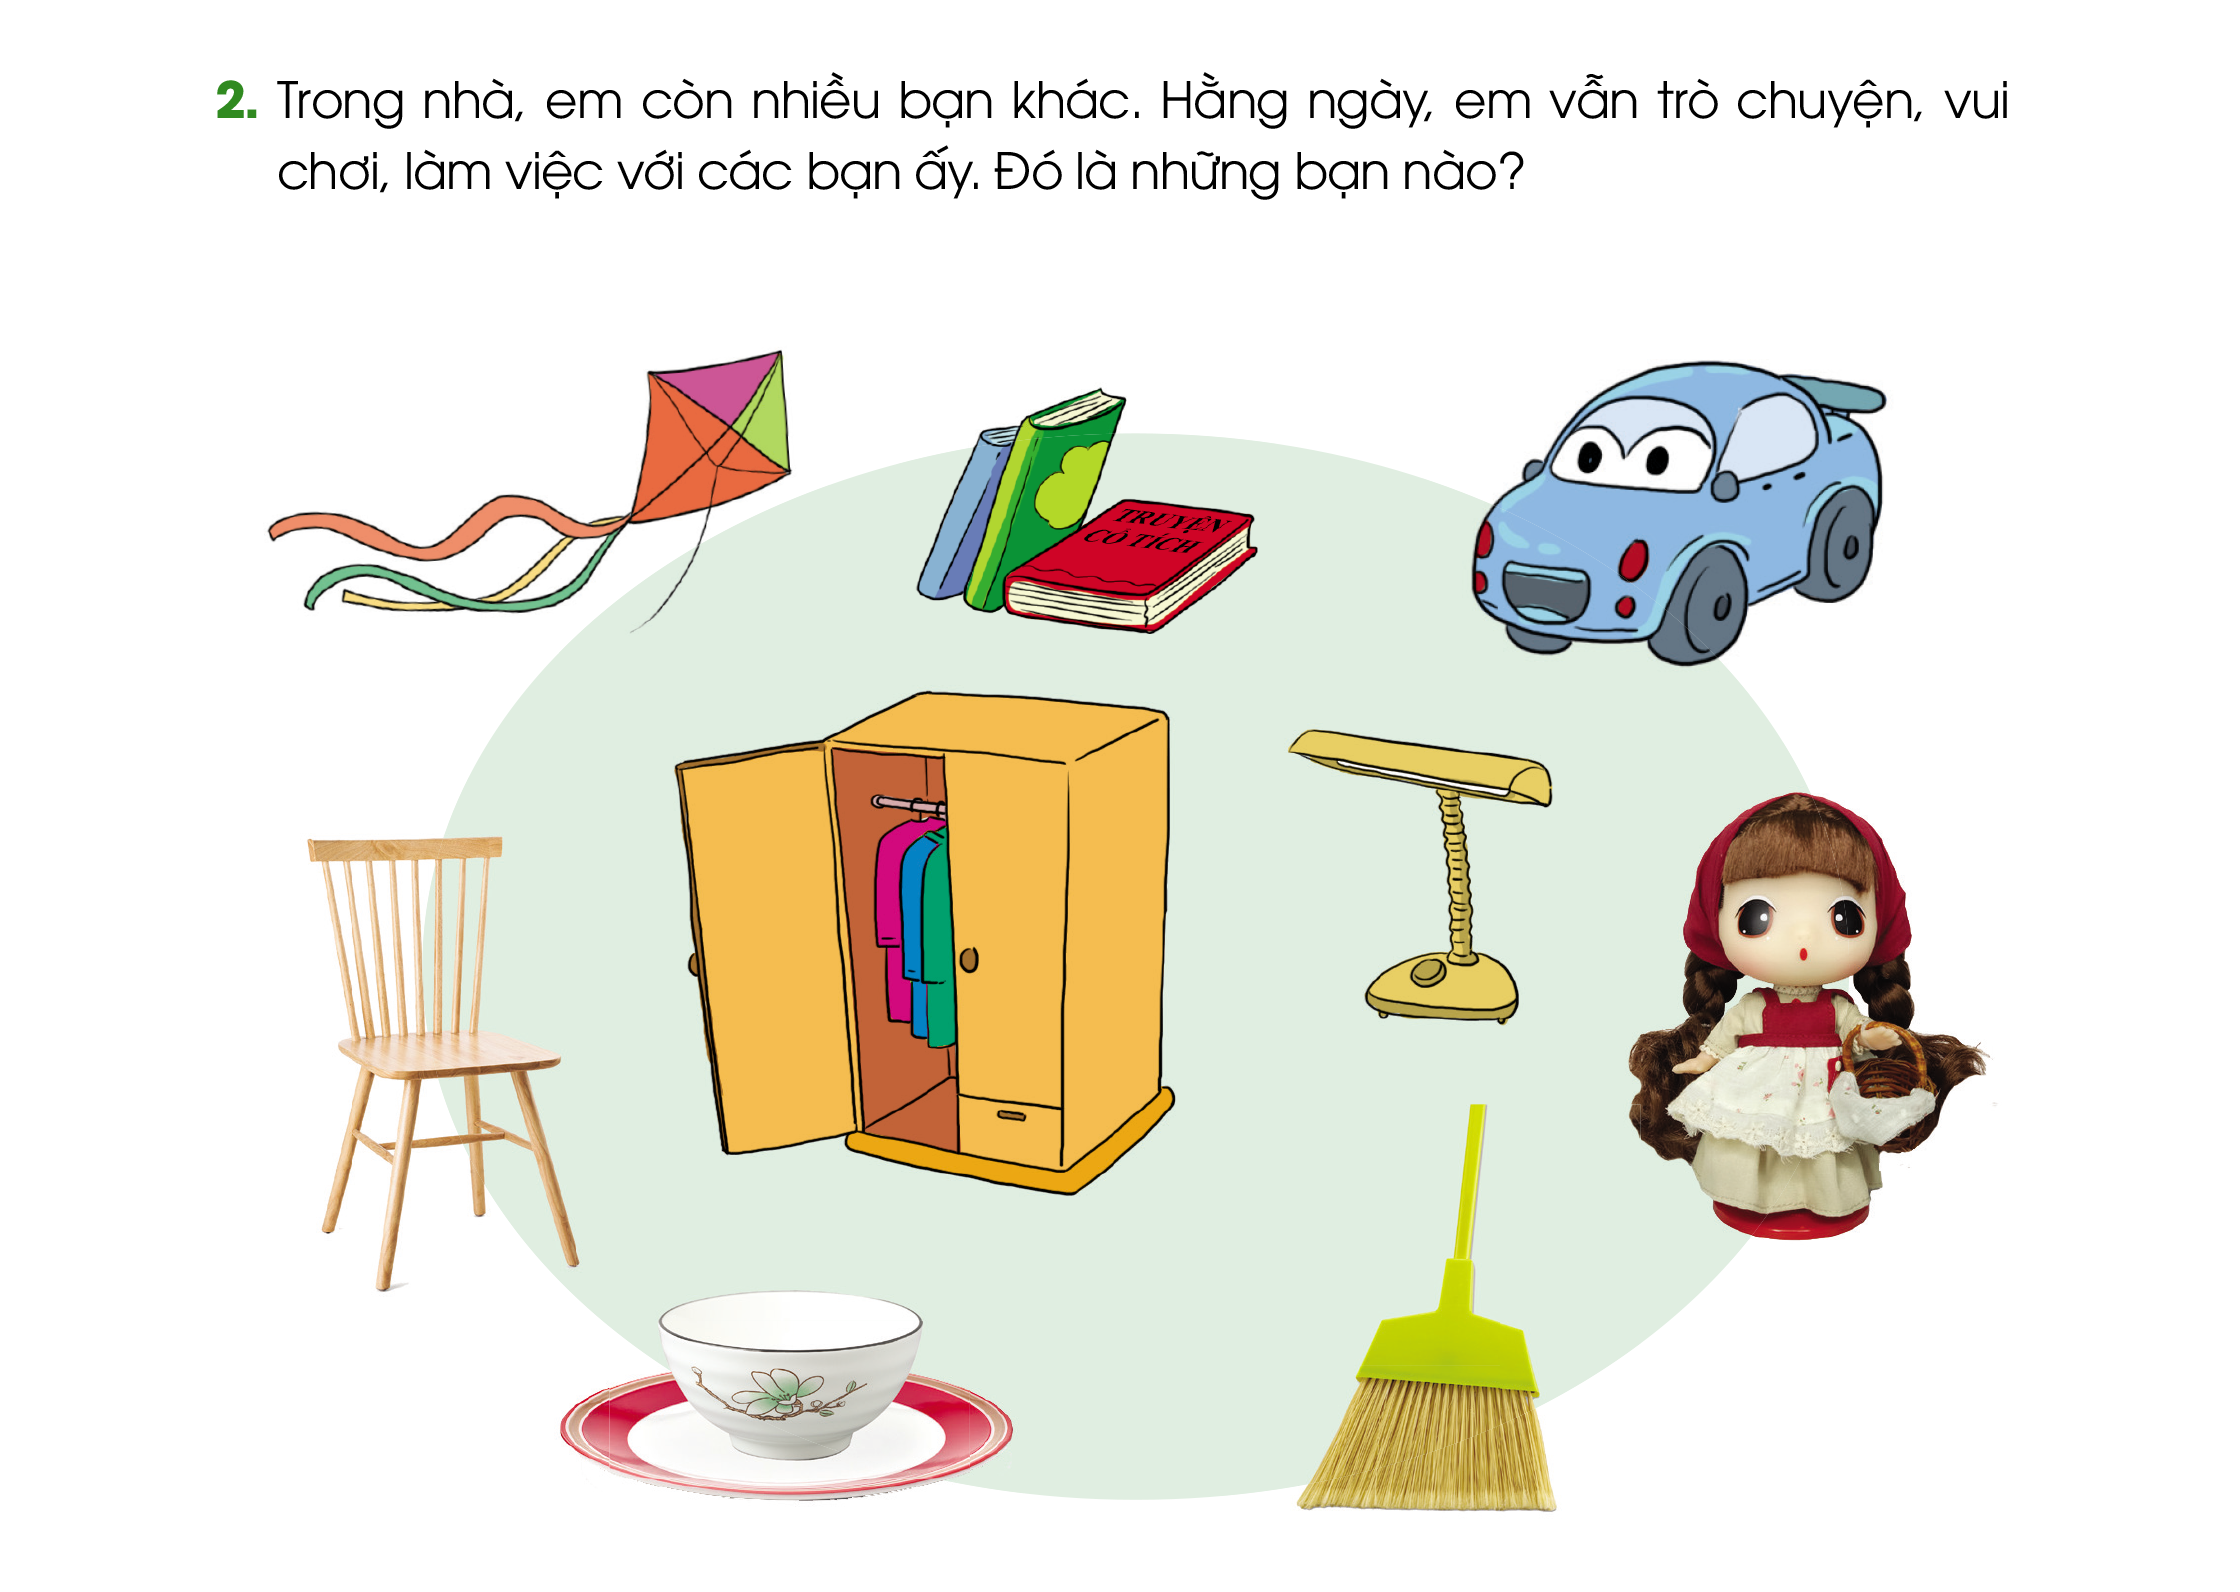 2. Trong nhà, em còn nhiều bạn khác. Hằng ngày, em vẫn trò chuyện, vui
chơi, làm việc với các bạn ấy. Đó là những bạn nào?
TRUYỆN
CỔ TÍCH